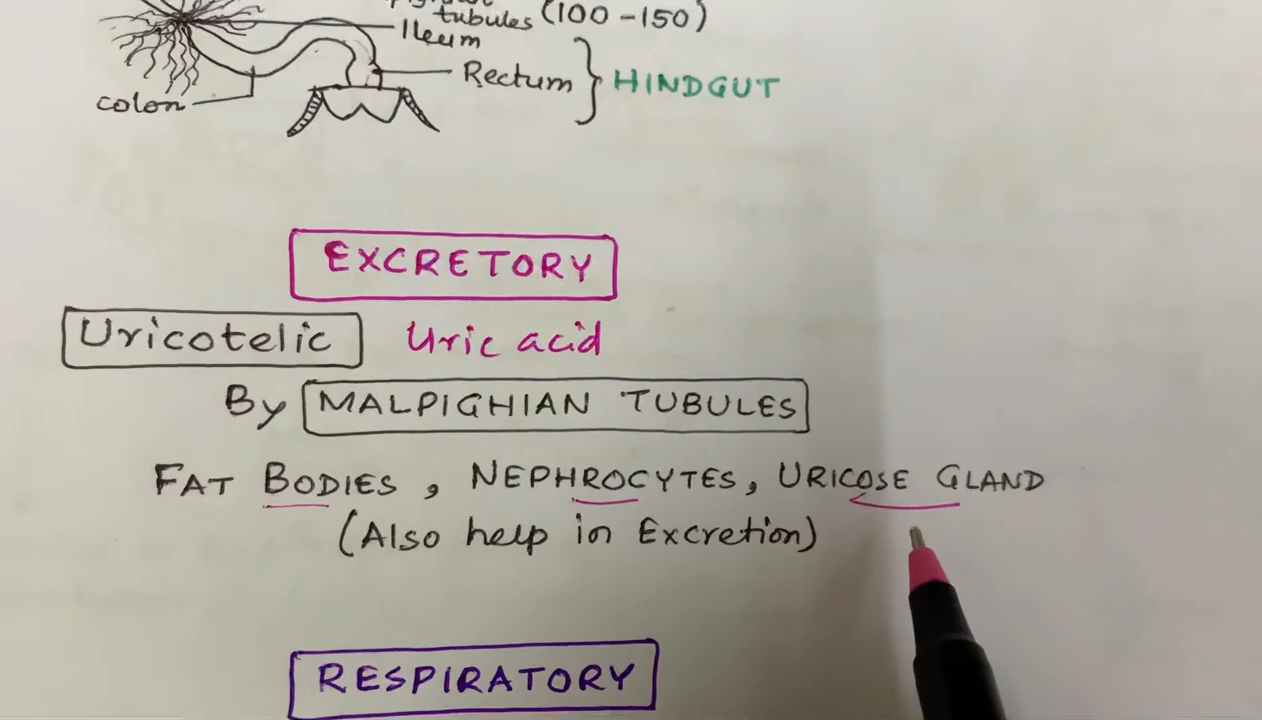 tubules (100-150)
Ileum
Rectum } HINDGUT
colon
EXCRETORY
Uricotelic Uric acid
By MALPIGHIAN TUBULES
FAT BODIES, NEPHROCYTES, URICOSE GLAND
(Also help in Excretion)
RESPIRATORY